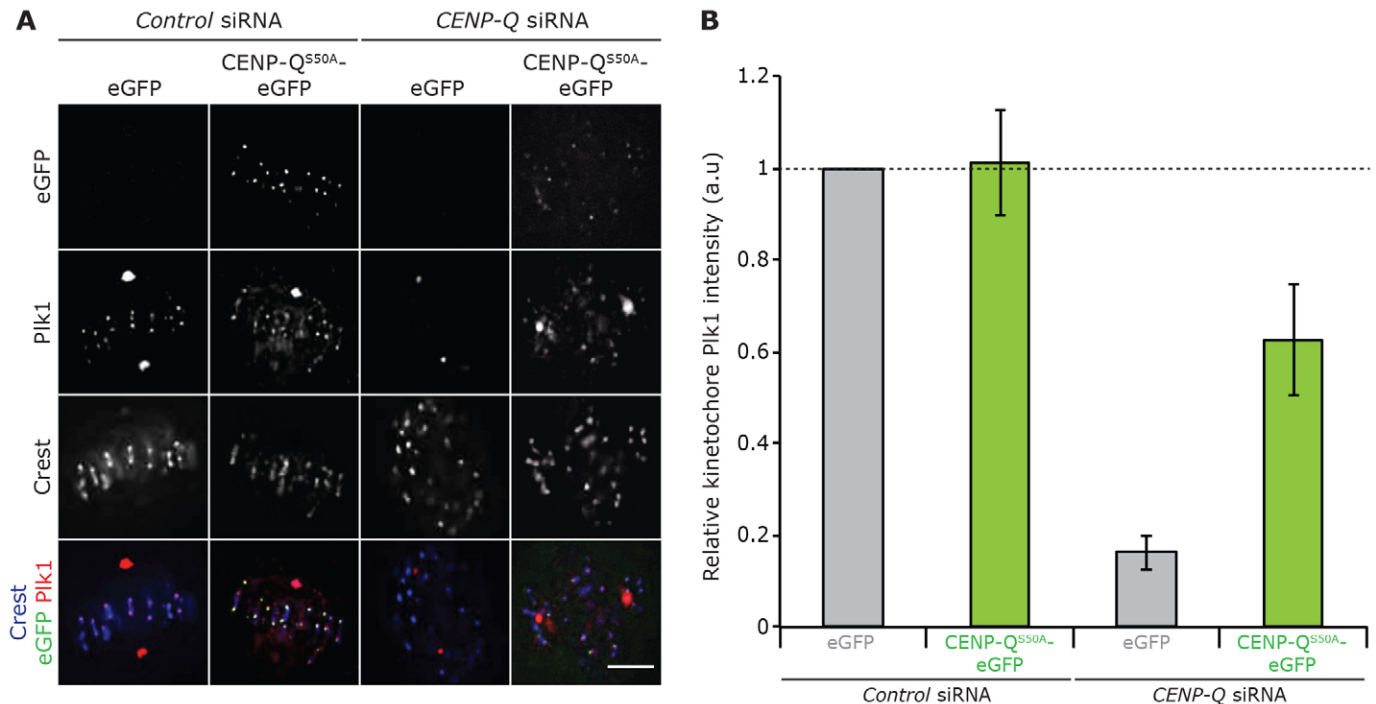 A
Control siRNA
CENP-Q siRNA
eGFP
CENP-Qˢ⁵⁰ᴬ-
eGFP
eGFP
CENP-Qˢ⁵⁰ᴬ-
eGFP
eGFP
Plk1
Crest
Crest
eGFP Plk1
B
Relative kinetochore Plk1 intensity (a.u)
1.2
1
0.8
0.6
0.4
0.2
0
eGFP
CENP-Qˢ⁵⁰ᴬ-
eGFP
eGFP
CENP-Qˢ⁵⁰ᴬ-
eGFP
Control siRNA
CENP-Q siRNA